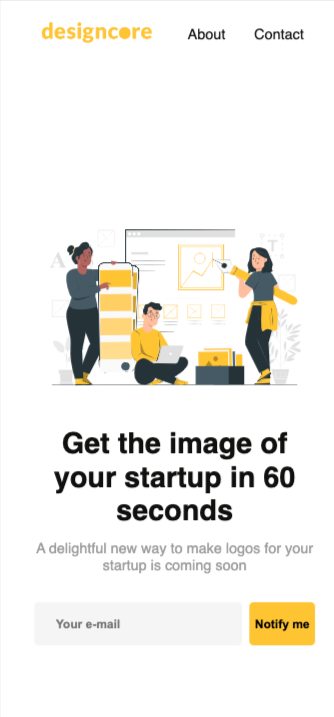 designcore
About
Contact
A
T
Get the image of
your startup in 60
seconds
A delightful new way to make logos for your
startup is coming soon
Your e-mail
Notify me